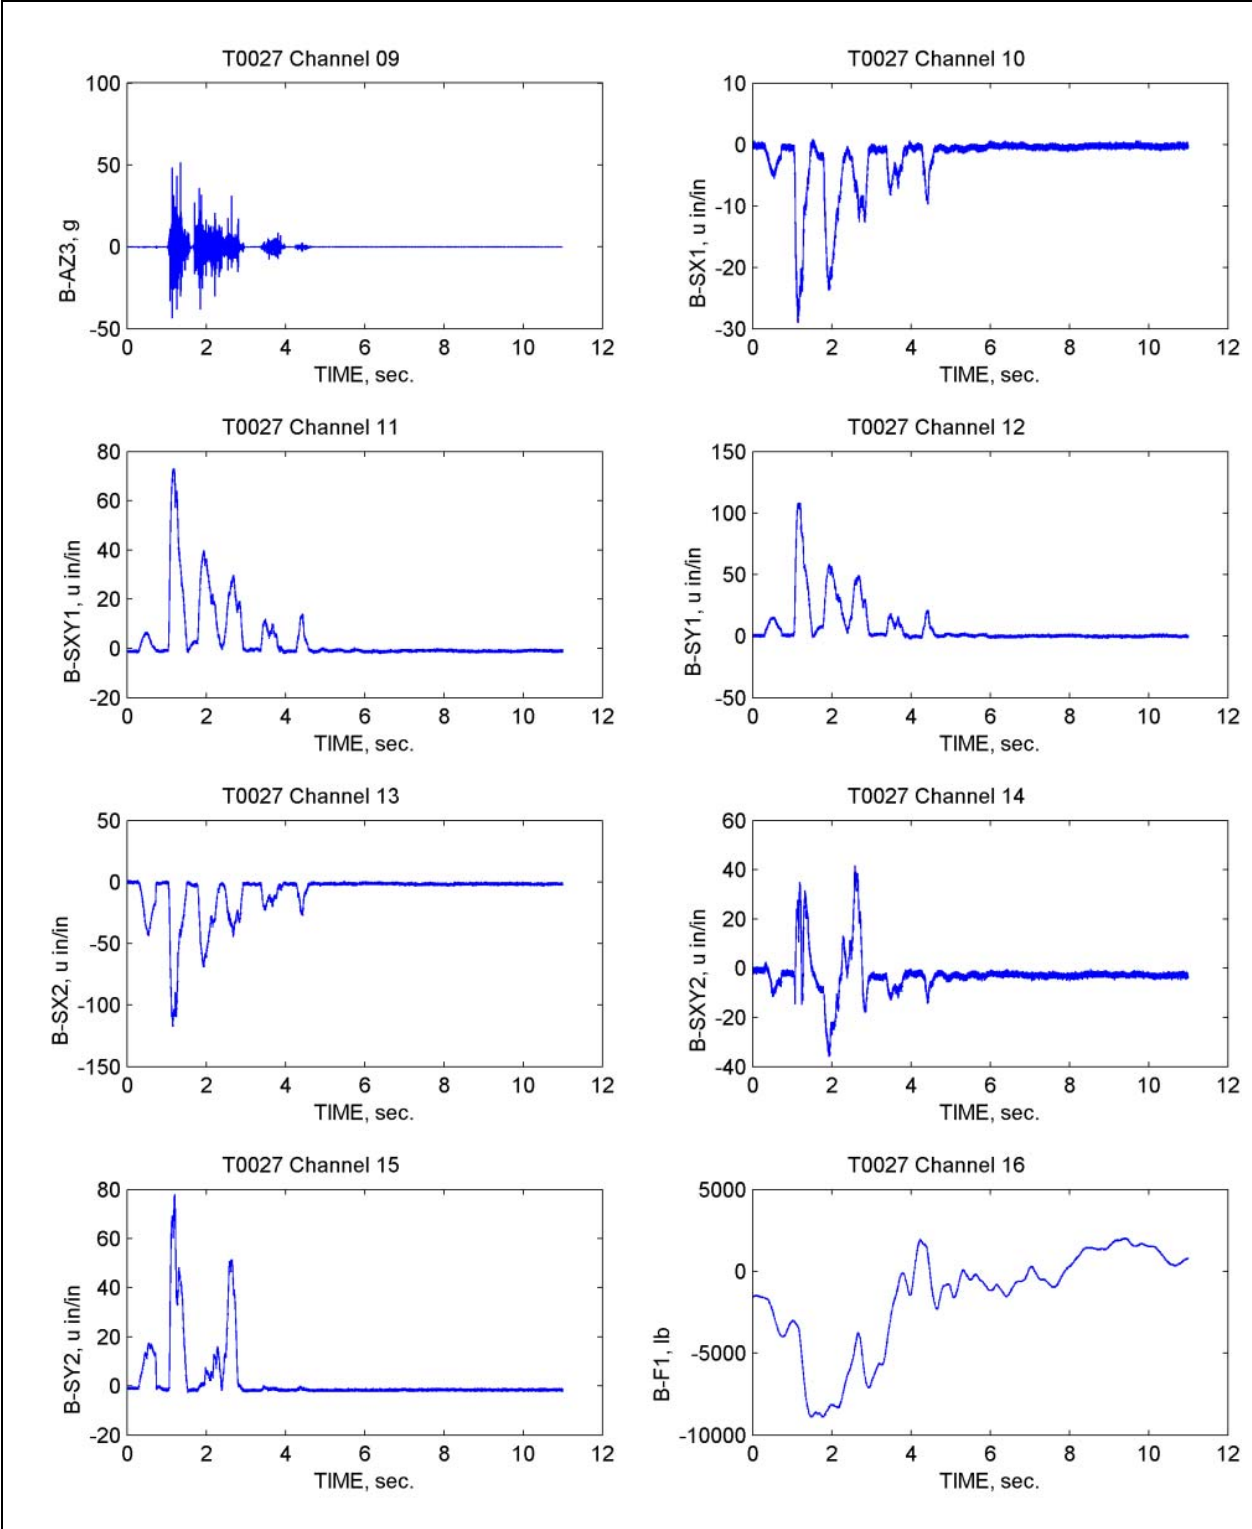 T0027 Channel 09
100
50
0
-50
B-AZ3, g
0 2 4 6 8 10 12
TIME, sec.
T0027 Channel 10
10
0
-10
-20
-30
B-SX1, u in/in
0 2 4 6 8 10 12
TIME, sec.
T0027 Channel 11
80
60
40
20
0
-20
B-SXY1, u in/in
0 2 4 6 8 10 12
TIME, sec.
T0027 Channel 12
150
100
50
0
-50
B-SY1, u in/in
0 2 4 6 8 10 12
TIME, sec.
T0027 Channel 13
50
0
-50
-100
-150
B-SX2, u in/in
0 2 4 6 8 10 12
TIME, sec.
T0027 Channel 14
60
40
20
0
-20
-40
B-SXY2, u in/in
0 2 4 6 8 10 12
TIME, sec.
T0027 Channel 15
80
60
40
20
0
-20
B-SY2, u in/in
0 2 4 6 8 10 12
TIME, sec.
T0027 Channel 16
5000
0
-5000
-10000
B-F1, lb
0 2 4 6 8 10 12
TIME, sec.